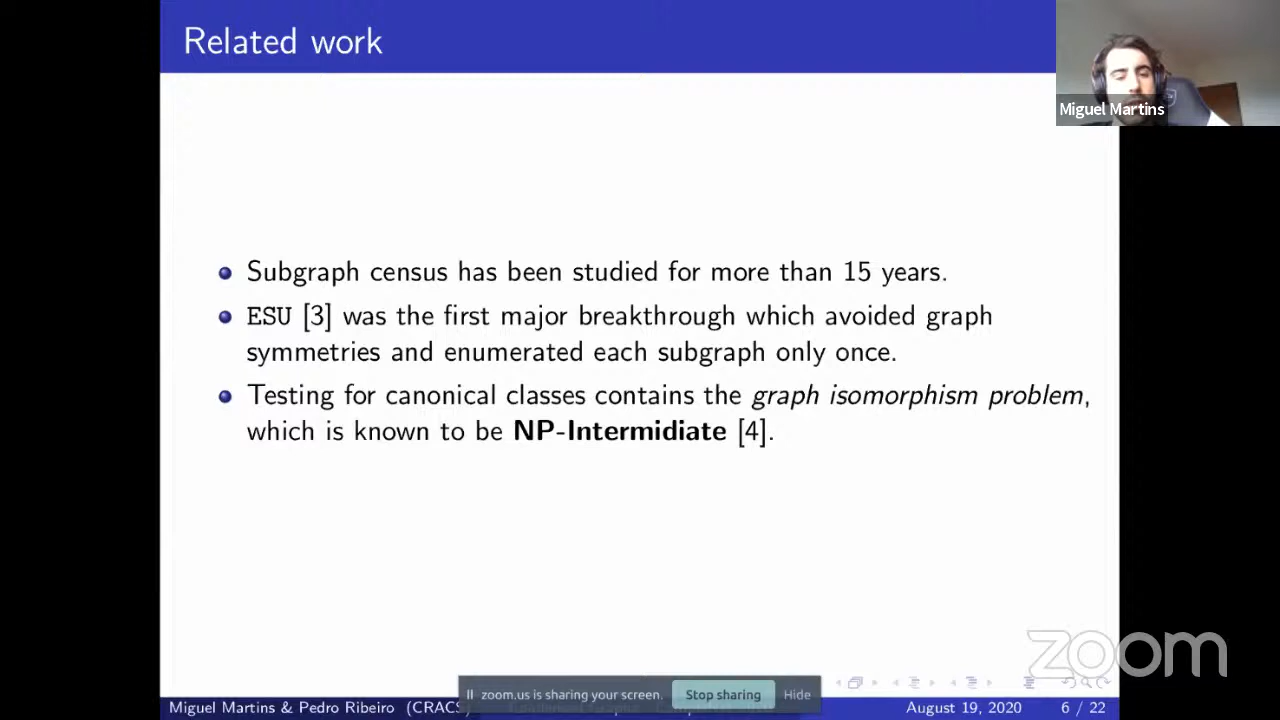 Related work
Miguel Martins
Subgraph census has been studied for more than 15 years.
ESU [3] was the first major breakthrough which avoided graph
symmetries and enumerated each subgraph only once.
Testing for canonical classes contains the graph isomorphism problem,
which is known to be NP-Intermidiate [4].
zoom
zoom.us is sharing your screen. Stop sharing Hide
Miguel Martins & Pedro Ribeiro (CRACS) August 19, 2020 6 / 22